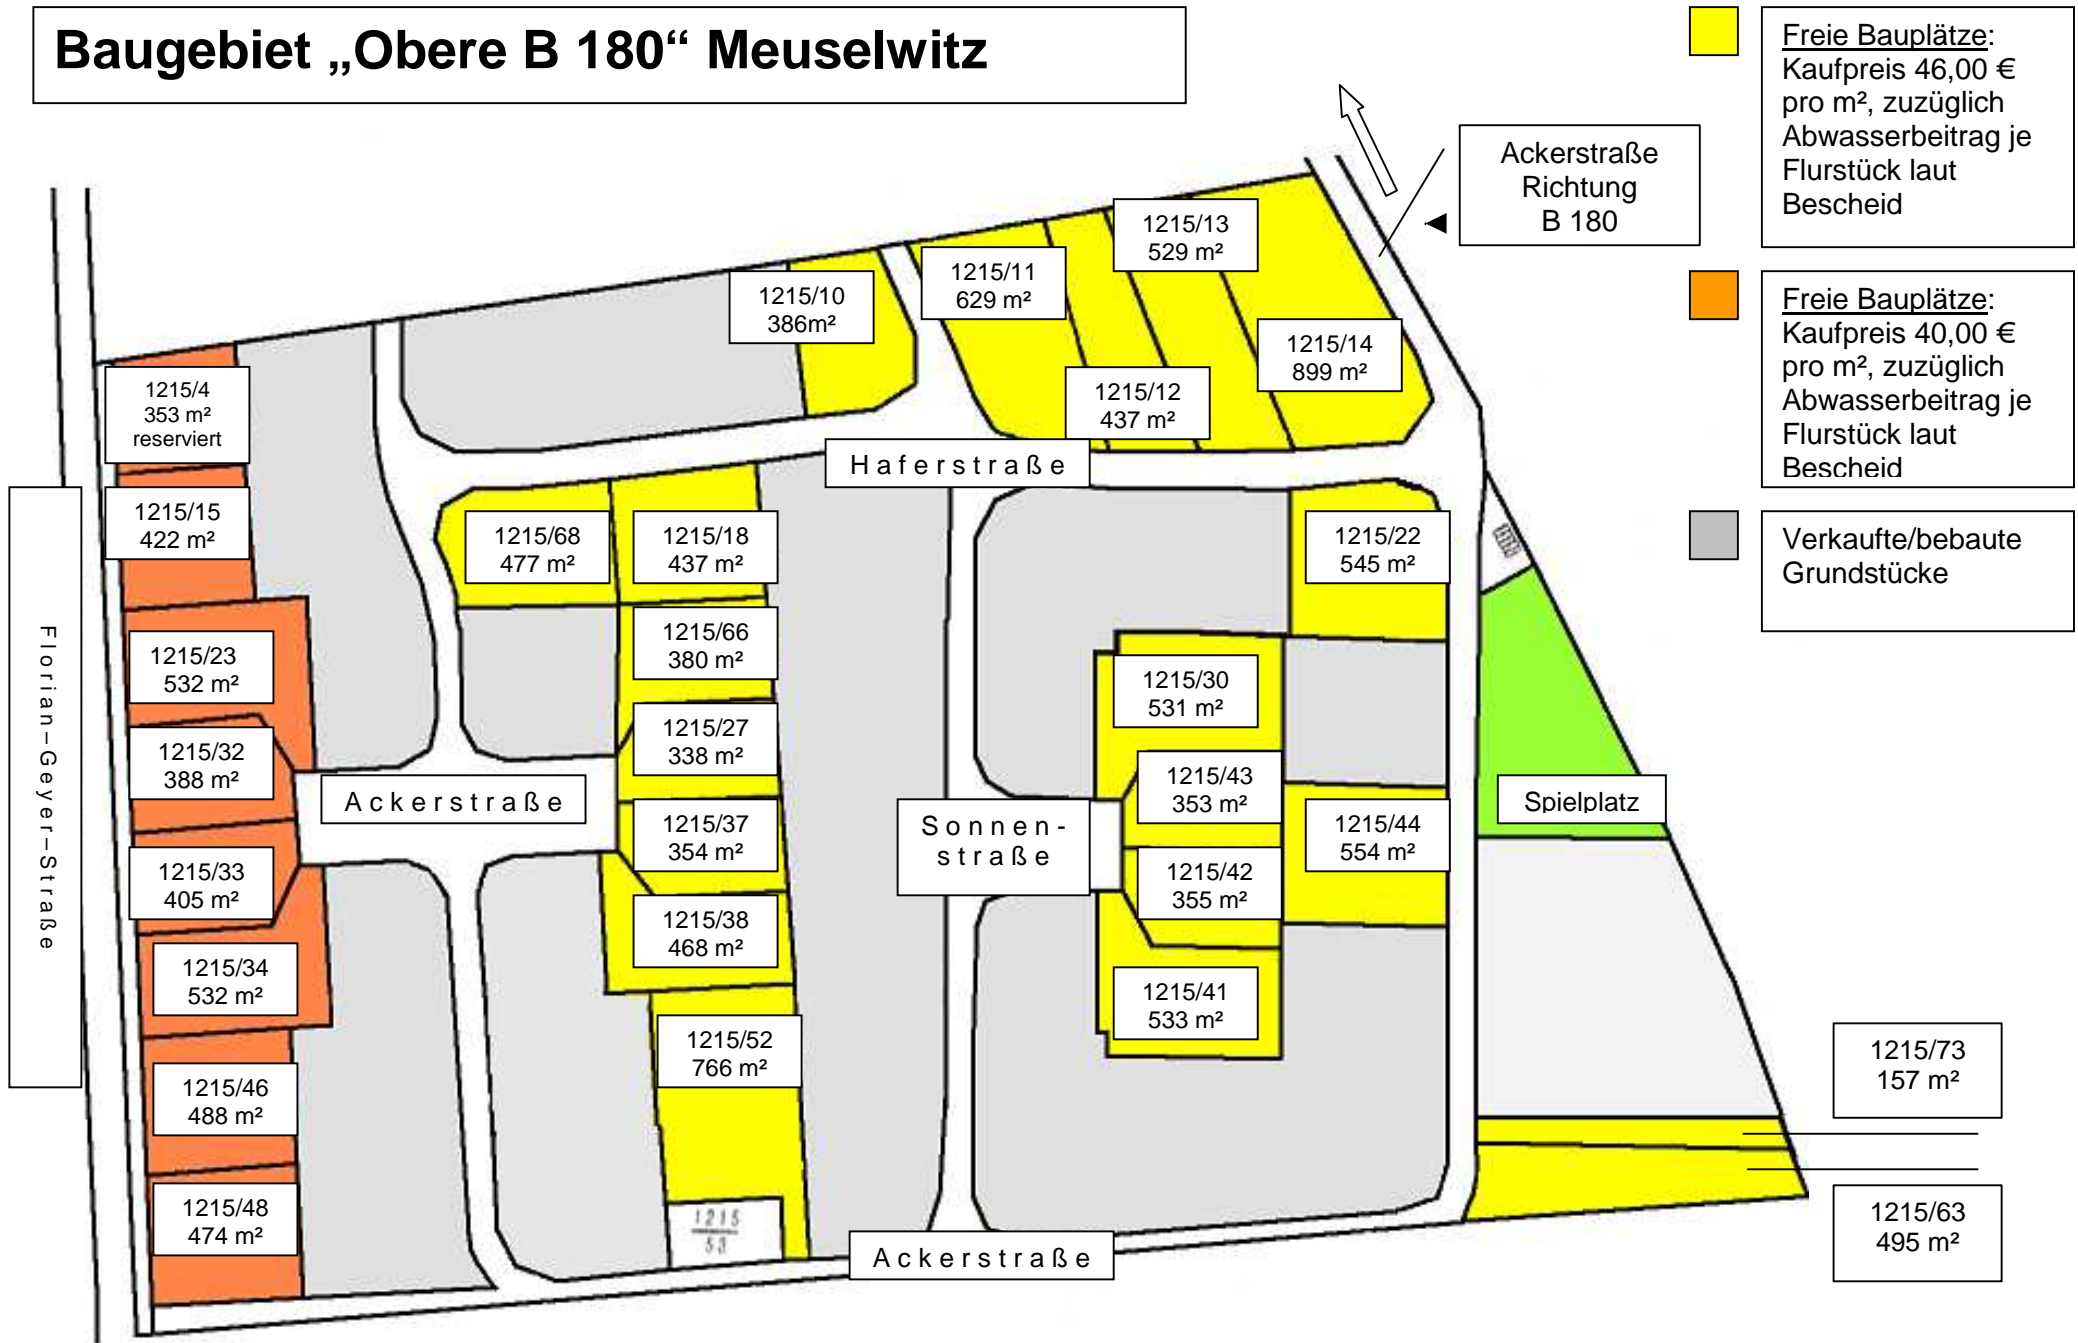 Baugebiet „Obere B 180“ Meuselwitz
Freie Bauplätze:
Kaufpreis 46,00 €
pro m², zuzüglich
Abwasserbeitrag je
Flurstück laut
Bescheid
Ackerstraße
Richtung
B 180
Freie Bauplätze:
Kaufpreis 40,00 €
pro m², zuzüglich
Abwasserbeitrag je
Flurstück laut
Bescheid
Verkaufte/bebaute
Grundstücke
1215/13
529 m²
1215/11
629 m²
1215/10
386m²
1215/14
899 m²
1215/12
437 m²
1215/4
353 m²
reserviert
Haferstraße
1215/15
422 m²
1215/68
477 m²
1215/18
437 m²
1215/22
545 m²
Florian–Geyer–Straße
1215/23
532 m²
1215/66
380 m²
1215/30
531 m²
1215/32
388 m²
1215/27
338 m²
1215/43
353 m²
Ackerstraße
Spielplatz
1215/37
354 m²
Sonnen-
straße
1215/44
554 m²
1215/33
405 m²
1215/42
355 m²
1215/38
468 m²
1215/34
532 m²
1215/41
533 m²
1215/52
766 m²
1215/73
157 m²
1215/46
488 m²
1215/48
474 m²
1215
53
1215/63
495 m²
Ackerstraße